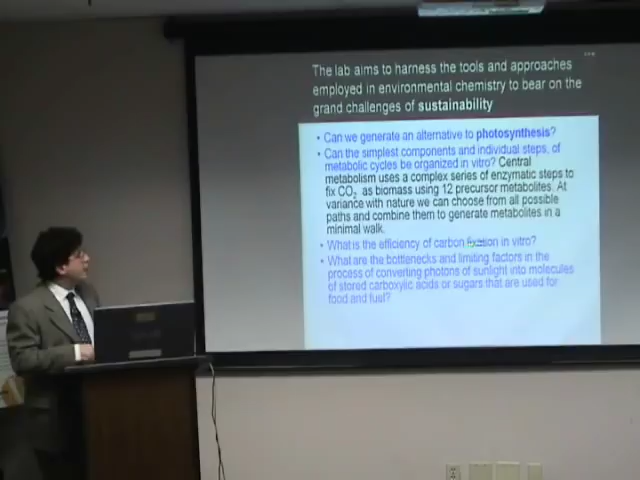 The lab aims to harness the tools and approaches
employed in environmental chemistry to bear on the
grand challenges of sustainability
• Can we generate an alternative to photosynthesis?
• Can the simplest components and individual steps, of
metabolic cycles be organized in vitro? Central
metabolism uses a complex series of enzymatic steps to
fix CO2 as biomass using 12 precursor metabolites. At
variance with nature we can choose from all possible
paths and combine them to generate metabolites in a
minimal walk.
• What is the efficiency of carbon fixation in vitro?
• What are the bottlenecks and limiting factors in the
process of converting photons of sunlight into molecules
of stored carboxylic acids or sugars that are used for
food and fuel?